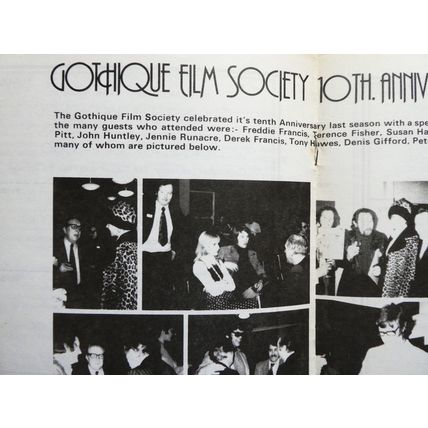 GOTHIQUE FILM SOCIETY 10TH. ANNIV
The Gothique Film Society celebrated it's tenth Anniversary last season with a spe
the many guests who attended were:- Freddie Francis, Terence Fisher, Susan Ha
Pitt, John Huntley, Jennie Runacre, Derek Francis, Tony Hawes, Denis Gifford, Pet
many of whom are pictured below.